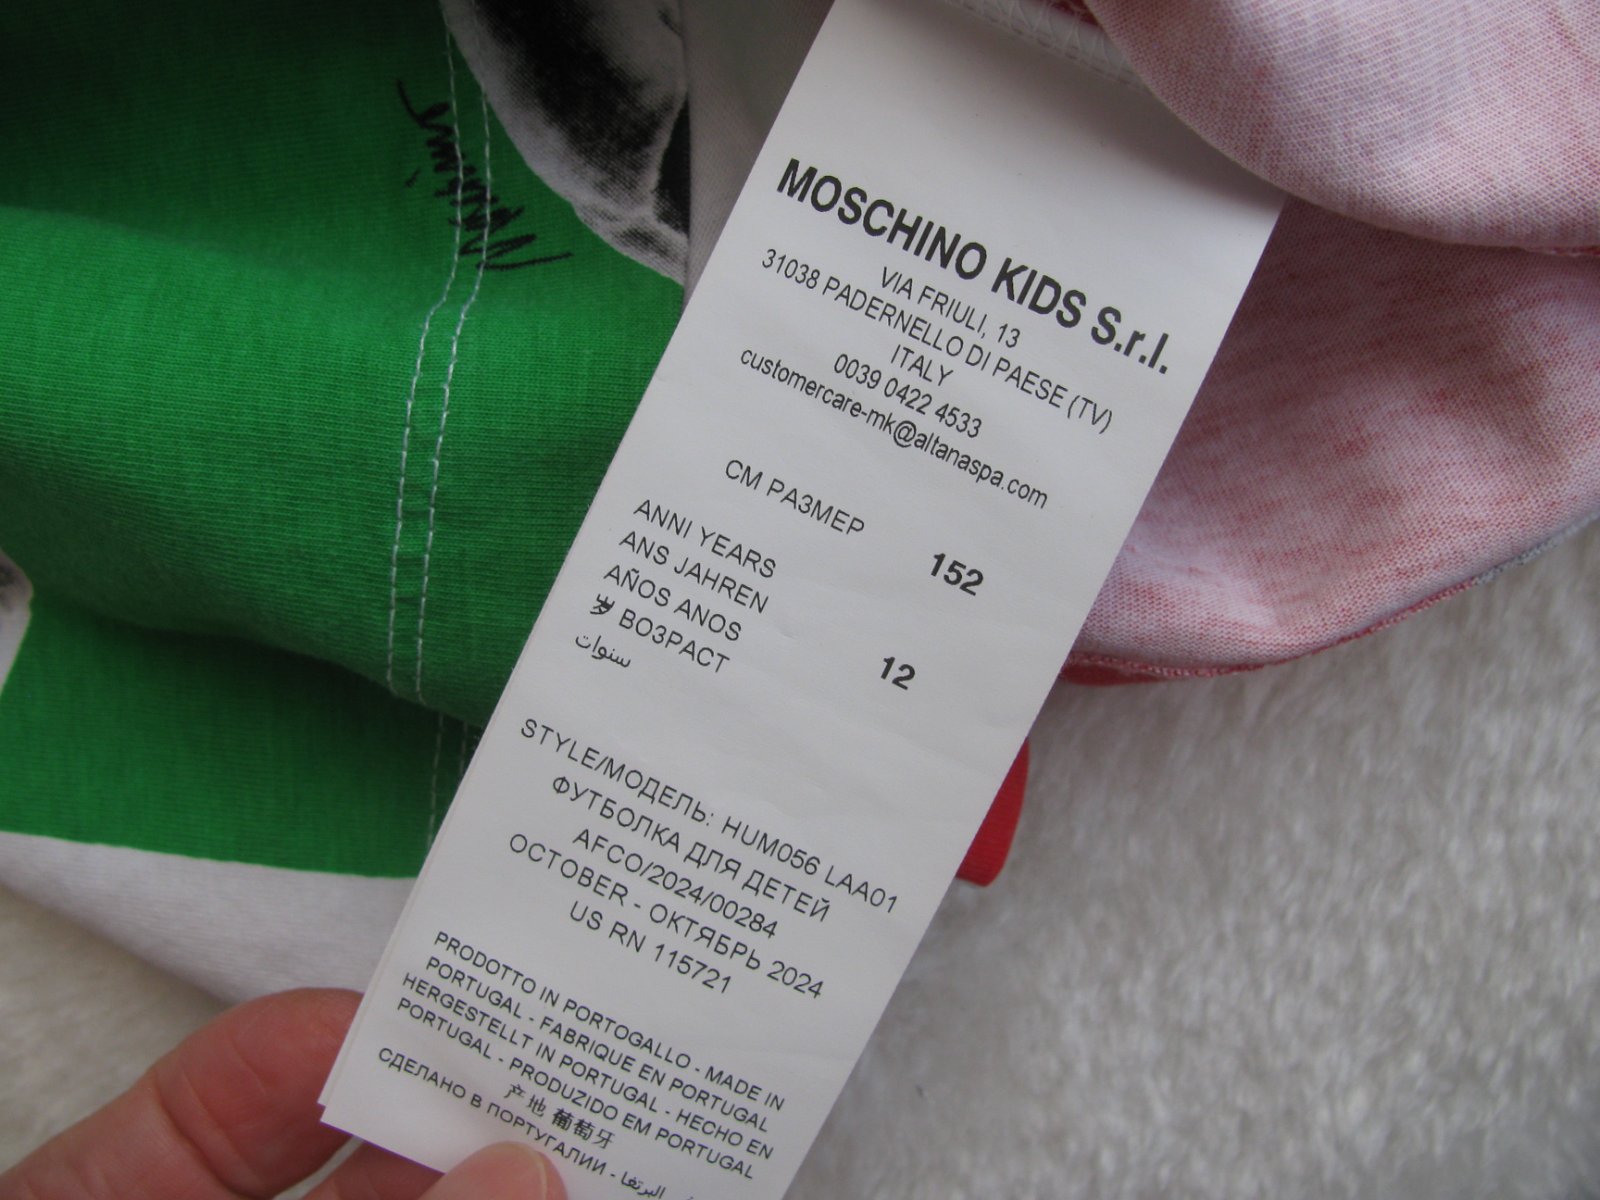 MOSCHINO KIDS S.r.l.
VIA FRIULI, 13
31038 PADERNELLO DI PAESE (TV)
ITALY
0039 0422 4533
customercare-mk@altanaspa.com
СМ РАЗМЕР 152
ANNI YEARS
ANS JAHREN
AÑOS ANOS 12
岁 ВОЗРАСТ
سنوات
STYLE/МОДЕЛЬ: HUM056 LAA01
ФУТБОЛКА ДЛЯ ДЕТЕЙ
AFCO/2024/00284
OCTOBER - ОКТЯБРЬ 2024
US RN 115721
PRODOTTO IN PORTOGALLO - MADE IN
PORTUGAL - FABRIQUE EN PORTUGAL
HERGESTELLT IN PORTUGAL - HECHO EN
PORTUGAL - PRODUZIDO EM PORTUGAL
产地 葡萄牙
СДЕЛАНО В ПОРТУГАЛИИ - البرتغا